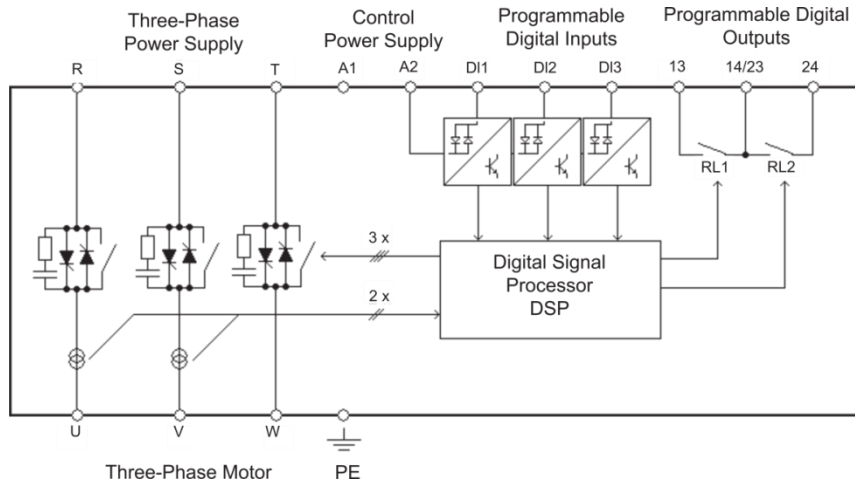 Three-Phase
Power Supply
Control
Power Supply
Programmable
Digital Inputs
Programmable Digital
Outputs
R
S
T
A1
A2
DI1
DI2
DI3
13
14/23
24
RL1
RL2
3 x
2 x
Digital Signal
Processor
DSP
U
V
W
Three-Phase Motor
PE